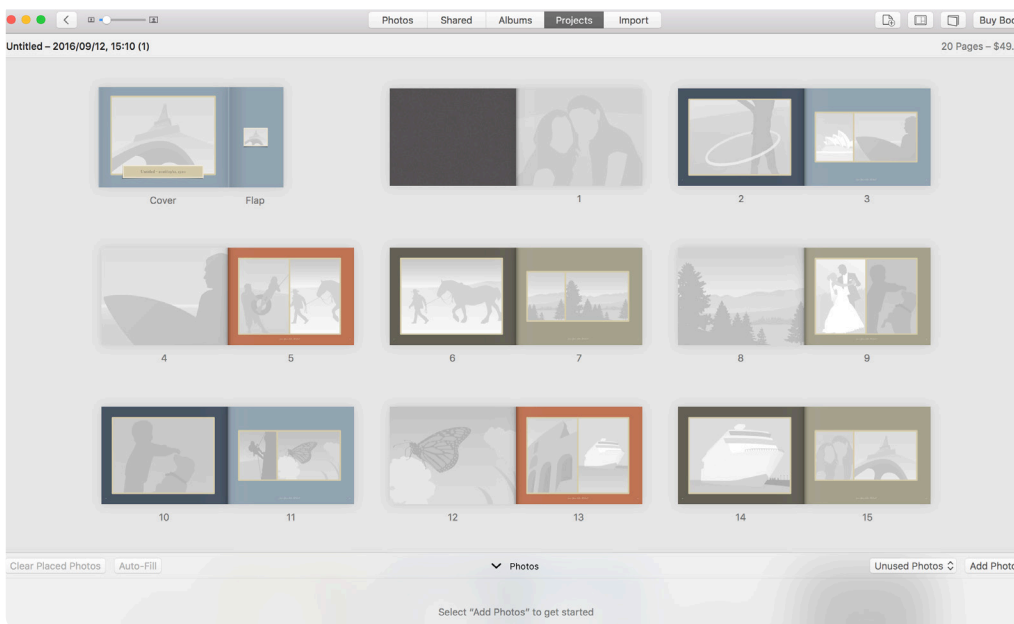 Photos Shared Albums Projects Import Buy Boo
Untitled – 2016/09/12, 15:10 (1) 20 Pages – $49.
Cover Flap 1 2 3
4 5 6 7 8 9
10 11 12 13 14 15
Clear Placed Photos Auto-Fill Photos Unused Photos Add Photo
Select "Add Photos" to get started